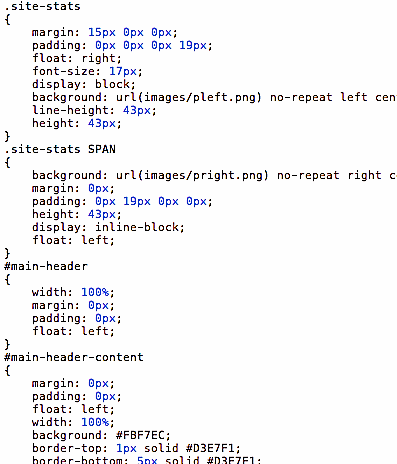 .site-stats
{
margin: 15px 0px 0px;
padding: 0px 0px 0px 19px;
float: right;
font-size: 17px;
display: block;
background: url(images/pleft.png) no-repeat left
line-height: 43px;
height: 43px;
}
.site-stats SPAN
{
background: url(images/pright.png) no-repeat right
margin: 0px;
padding: 0px 19px 0px 0px;
height: 43px;
display: inline-block;
float: left;
}
#main-header
{
width: 100%;
margin: 0px;
padding: 0px;
float: left;
}
#main-header-content
{
margin: 0px;
padding: 0px;
float: left;
width: 100%;
background: #FBF7EC;
border-top: 1px solid #D3E7F1;
border-bottom: 5px solid #D3E7F1;